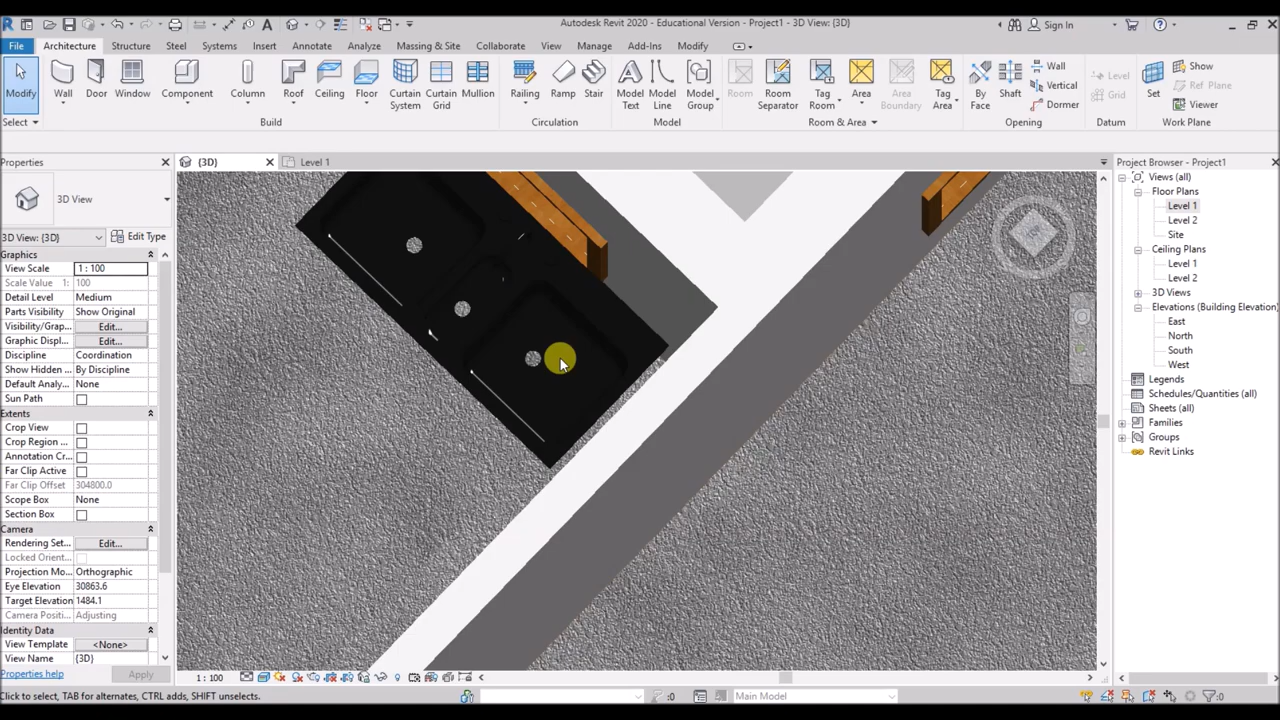 Autodesk Revit 2020 - Educational Version - Project1 - 3D View: {3D}
Sign In
File Architecture Structure Steel Systems Insert Annotate Analyze Massing & Site Collaborate View Manage Add-Ins Modify
Modify Wall Door Window Component Column Roof Ceiling Floor Curtain System Curtain Grid Mullion Railing Ramp Stair Model Text Model Line Model Group Room Room Separator Tag Room Area Area Boundary Tag Area By Face Shaft Wall Vertical Dormer Level Grid Set Show Ref Plane Viewer
Select Build Circulation Model Room & Area Opening Datum Work Plane
Properties
{3D}
Level 1
Project Browser - Project1
3D View
3D View: {3D}
Edit Type
Graphics
View Scale 1 : 100
Scale Value 1: 100
Detail Level Medium
Parts Visibility Show Original
Visibility/Grap... Edit...
Graphic Displ... Edit...
Discipline Coordination
Show Hidden ... By Discipline
Default Analy... None
Sun Path
Extents
Crop View
Crop Region ...
Annotation Cr...
Far Clip Active
Far Clip Offset 304800.0
Scope Box None
Section Box
Camera
Rendering Set... Edit...
Locked Orient...
Projection Mo... Orthographic
Eye Elevation 30863.6
Target Elevation 1484.1
Camera Positi... Adjusting
Identity Data
View Template <None>
View Name {3D}
Properties help
Apply
Views (all)
Floor Plans
Level 1
Level 2
Site
Ceiling Plans
Level 1
Level 2
3D Views
Elevations (Building Elevation)
East
North
South
West
Legends
Schedules/Quantities (all)
Sheets (all)
Families
Groups
Revit Links
1 : 100
Click to select, TAB for alternates, CTRL adds, SHIFT unselects.
:0
Main Model
:0